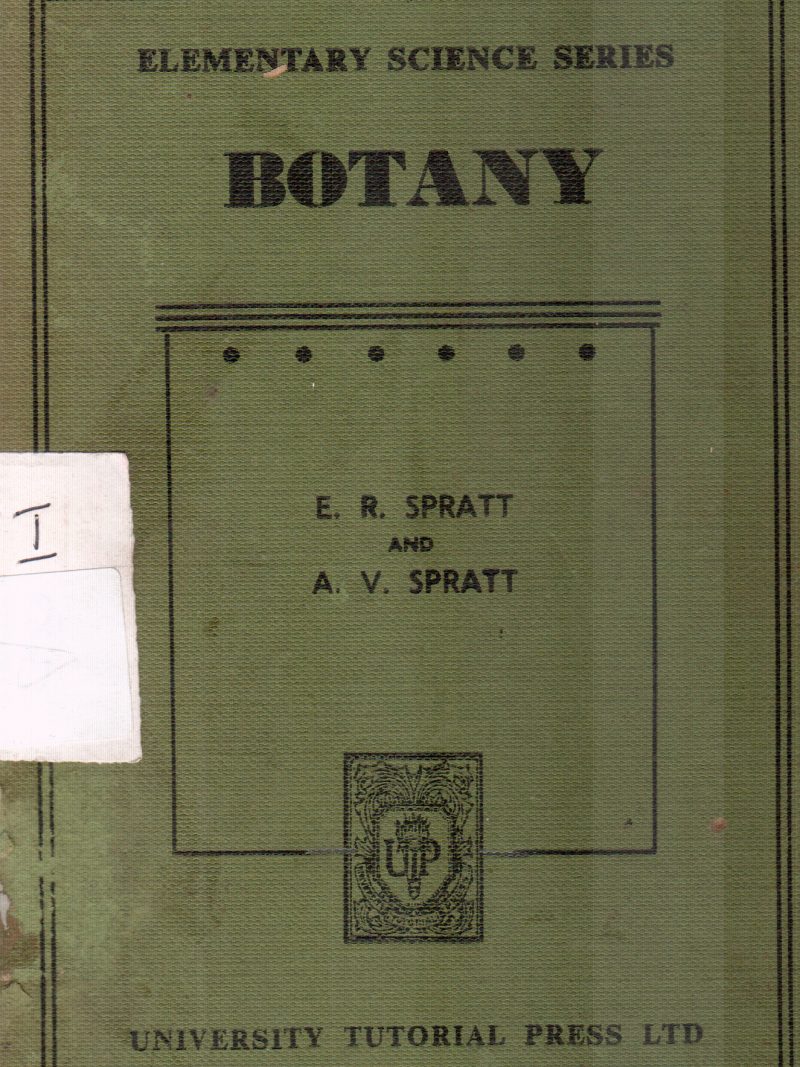 ELEMENTARY SCIENCE SERIES
BOTANY
E. R. SPRATT
AND
A. V. SPRATT
I
UTP
UNIVERSITY TUTORIAL PRESS LTD